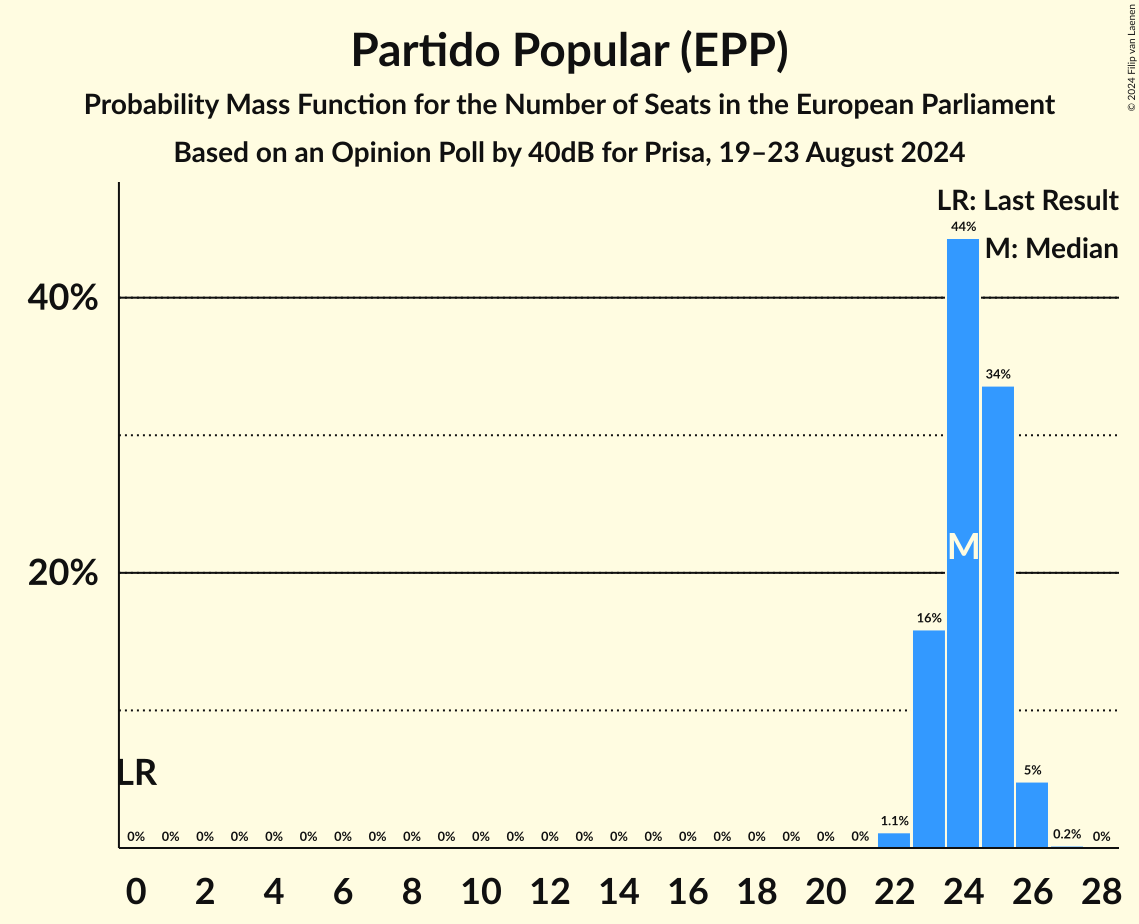 Partido Popular (EPP)
Probability Mass Function for the Number of Seats in the European Parliament
Based on an Opinion Poll by 40dB for Prisa, 19–23 August 2024
© 2024 Filip van Laenen
LR: Last Result
M: Median
40%
20%
44%
34%
M
16%
LR
5%
1.1%
0.2%
0% 0% 0% 0% 0% 0% 0% 0% 0% 0% 0% 0% 0% 0% 0% 0% 0% 0% 0% 0% 0% 0% 0%
0 2 4 6 8 10 12 14 16 18 20 22 24 26 28